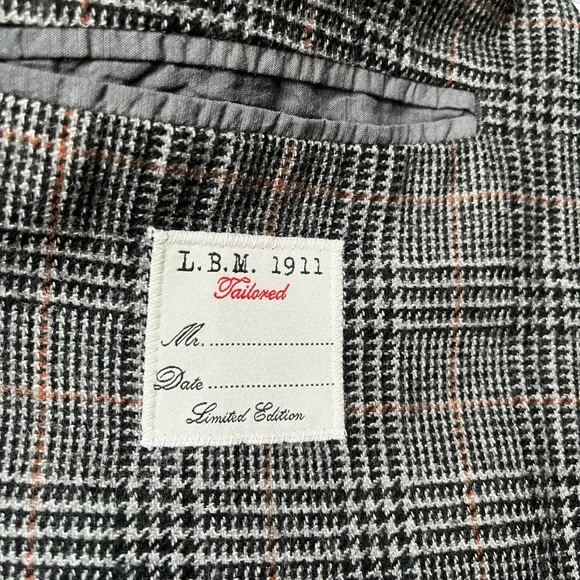 L.B.M. 1911
Tailored
Mr. ........................
Date ........................
Limited Edition